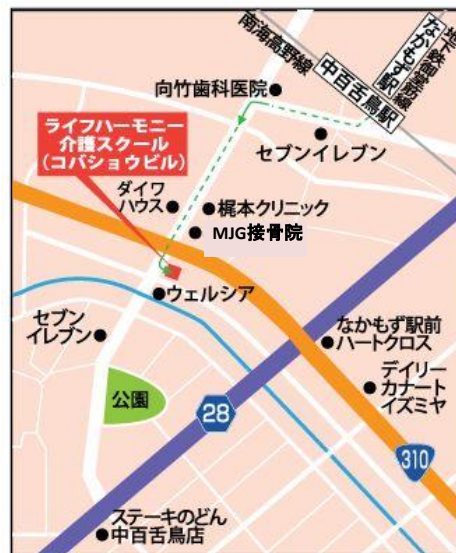 南海高野線
中百舌鳥駅
地下鉄御堂筋線
なかもず駅
向竹歯科医院
セブンイレブン
ライフハーモニー
介護スクール
(コバショウビル)
ダイワ
ハウス
梶本クリニック
MJG接骨院
ウェルシア
セブン
イレブン
なかもず駅前
ハートクロス
デイリー
カナート
イズミヤ
公園
28
310
ステーキのどん
中百舌鳥店